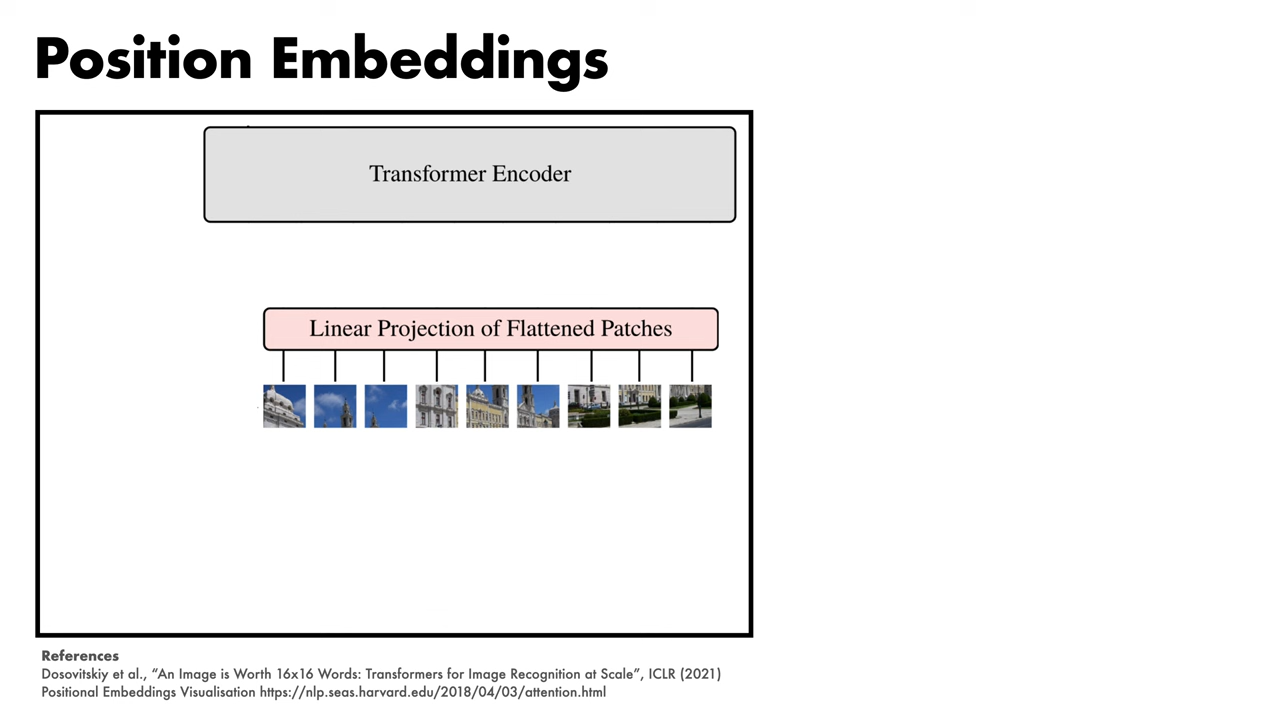 Position Embeddings
Transformer Encoder
Linear Projection of Flattened Patches
References
Dosovitskiy et al., “An Image is Worth 16x16 Words: Transformers for Image Recognition at Scale”, ICLR (2021)
Positional Embeddings Visualisation https://nlp.seas.harvard.edu/2018/04/03/attention.html